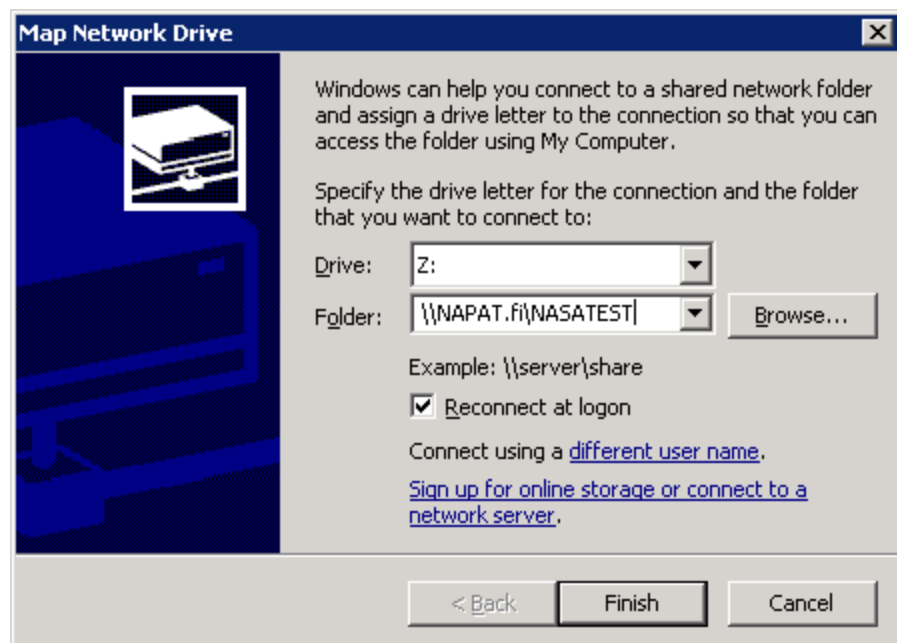 Map Network Drive
Windows can help you connect to a shared network folder
and assign a drive letter to the connection so that you can
access the folder using My Computer.
Specify the drive letter for the connection and the folder
that you want to connect to:
Drive: Z:
Folder: \\NAPAT.fi\NASATEST Browse...
Example: \\server\share
Reconnect at logon
Connect using a different user name.
Sign up for online storage or connect to a
network server.
< Back Finish Cancel